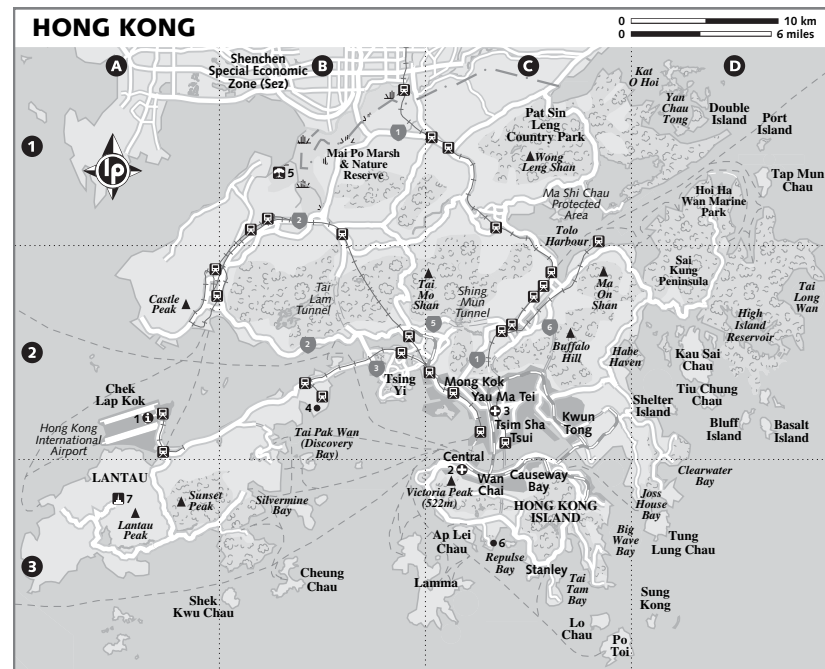 HONG KONG
0 10 km
0 6 miles
A
B
C
D
Shenchen
Special Economic
Zone (Sez)
Kat
O Hoi
Yan
Chau
Tong
Double
Island
Port
Island
1
1
Pat Sin
Leng
Country Park
Wong
Leng Shan
lp
5
Mai Po Marsh
& Nature
Reserve
Ma Shi Chau
Protected
Area
Tap Mun
Chau
Hoi Ha
Wan Marine
Park
2
Tolo
Harbour
Sai
Kung
Peninsula
Castle
Peak
Tai
Lam
Tunnel
Tai
Mo
Shan
Shing
Mun
Tunnel
Ma
On
Shan
Tai
Long
Wan
High
Island
Reservoir
5
6
2
2
Buffalo
Hill
Hebe
Haven
Kau Sai
Chau
3
1
Tsing
Yi
Mong Kok
Yau Ma Tei
3
Tsim Sha
Tsui
Kwun
Tong
Shelter
Island
Tiu Chung
Chau
Bluff
Island
Basalt
Island
Chek
Lap Kok
1
Hong Kong
International
Airport
4
Tai Pak Wan
(Discovery
Bay)
Central
2
Wan
Chai
Causeway
Bay
Victoria Peak
(522m)
HONG KONG
ISLAND
Clearwater
Bay
Joss
House
Bay
LANTAU
7
Lantau
Peak
Sunset
Peak
Silvermine
Bay
Big
Wave
Bay
Tung
Lung Chau
3
Ap Lei
Chau
6
Repulse
Bay
Stanley
Tai
Tam
Bay
Cheung
Chau
Lamma
Shek
Kwu Chau
Sung
Kong
Lo
Chau
Po
Toi